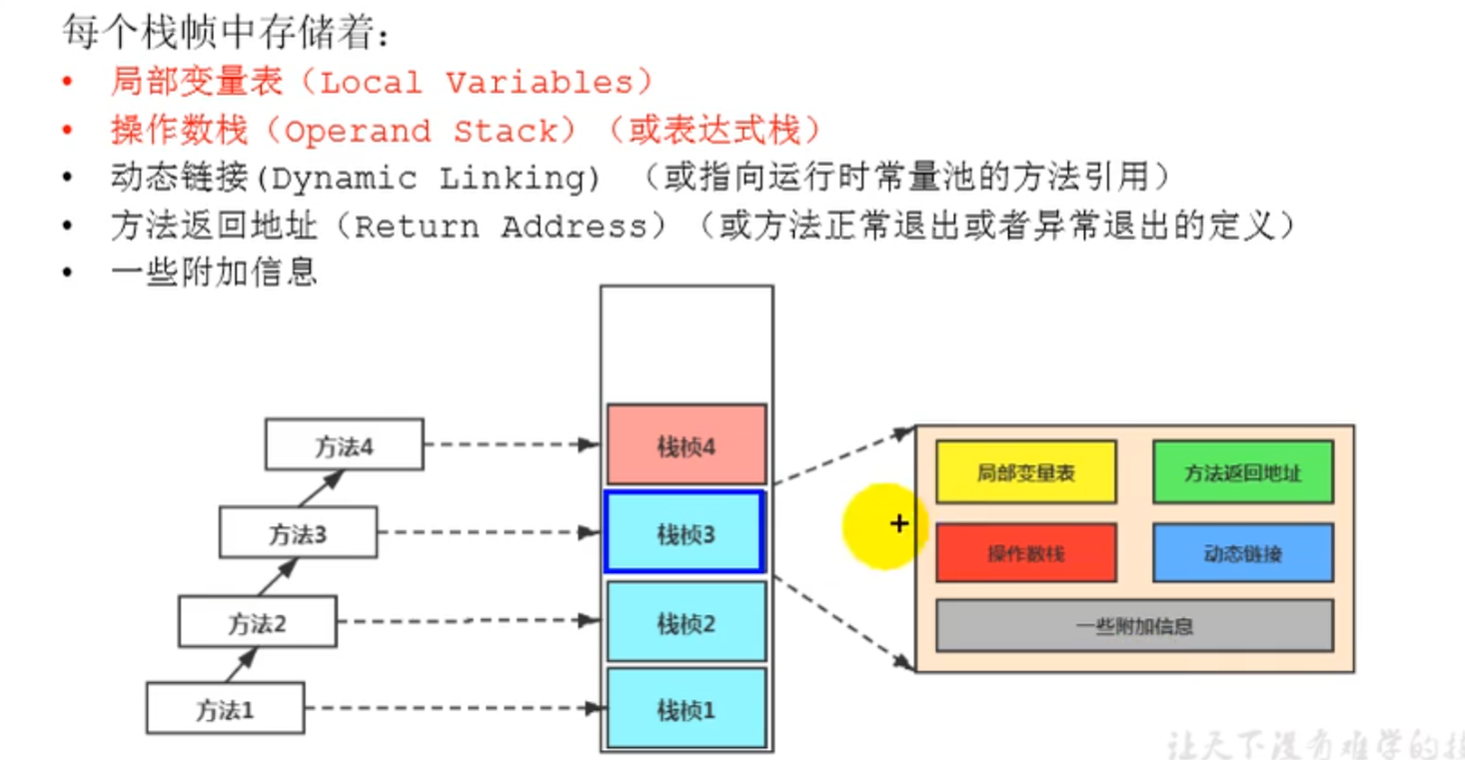 每个栈帧中存储着：
• 局部变量表（Local Variables）
• 操作数栈（Operand Stack）（或表达式栈）
• 动态链接(Dynamic Linking) （或指向运行时常量池的方法引用）
• 方法返回地址（Return Address）（或方法正常退出或者异常退出的定义）
• 一些附加信息
方法4
栈桢4
方法3
栈桢3
方法2
栈桢2
方法1
栈桢1
局部变量表
方法返回地址
操作数栈
动态链接
一些附加信息
让天下没有难学的技